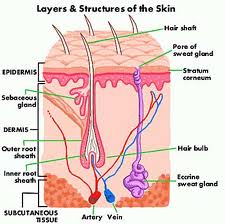 Layers & Structures of the Skin
Hair shaft
Pore of
sweat gland
Stratum
corneum
EPIDERMIS
Sebaceous
gland
DERMIS
Outer root
sheath
Inner root
sheath
Hair bulb
Eccrine
sweat gland
SUBCUTANEOUS
TISSUE
Artery
Vein